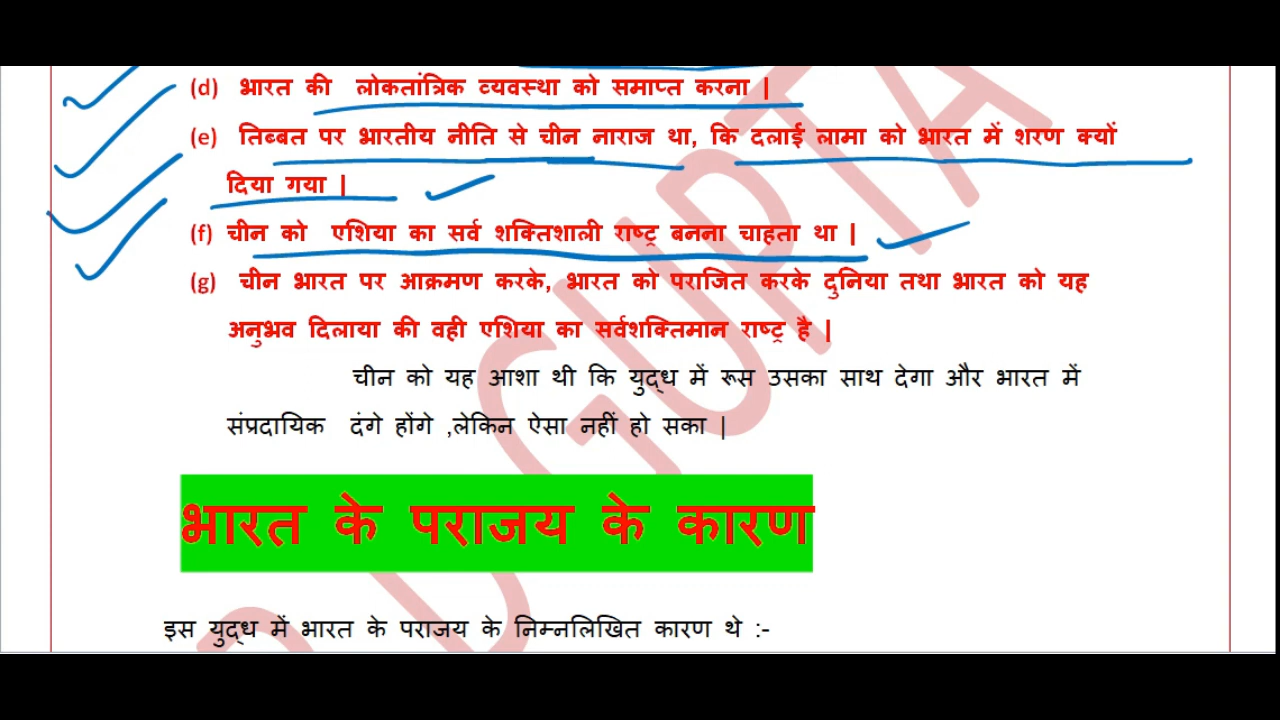 (d) भारत की लोकतांत्रिक व्यवस्था को समाप्त करना |
(e) तिब्बत पर भारतीय नीति से चीन नाराज था, कि दलाई लामा को भारत में शरण क्यों
दिया गया |
(f) चीन को एशिया का सर्व शक्तिशाली राष्ट्र बनना चाहता था |
(g) चीन भारत पर आक्रमण करके, भारत को पराजित करके दुनिया तथा भारत को यह
अनुभव दिलाया की वही एशिया का सर्वशक्तिमान राष्ट्र है |
चीन को यह आशा थी कि युद्ध में रूस उसका साथ देगा और भारत में
संप्रदायिक दंगे होंगे ,लेकिन ऐसा नहीं हो सका |
भारत के पराजय के कारण
इस युद्ध में भारत के पराजय के निम्नलिखित कारण थे :-
GUPTA